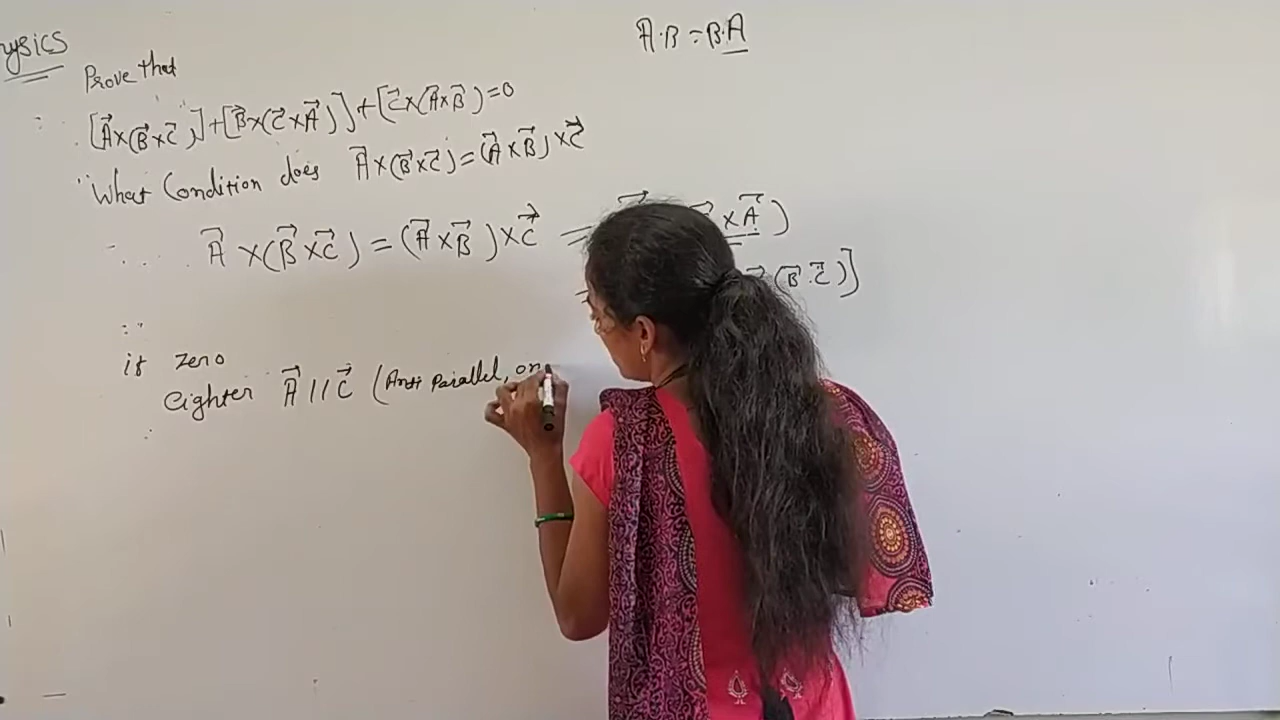 ysics
A·B = B·A
Prove that
[A⃗×(B⃗×C⃗)]+[B⃗×(C⃗×A⃗)]+[C⃗×(A⃗×B⃗)=0
What Condition does A⃗×(B⃗×C⃗)=(A⃗×B⃗)×C⃗
A⃗×(B⃗×C⃗)=(A⃗×B⃗)×C⃗ = ×A⃗)
(B⃗·C⃗)]
if zero
Eighter A⃗//C⃗ (Anti Parallel, or